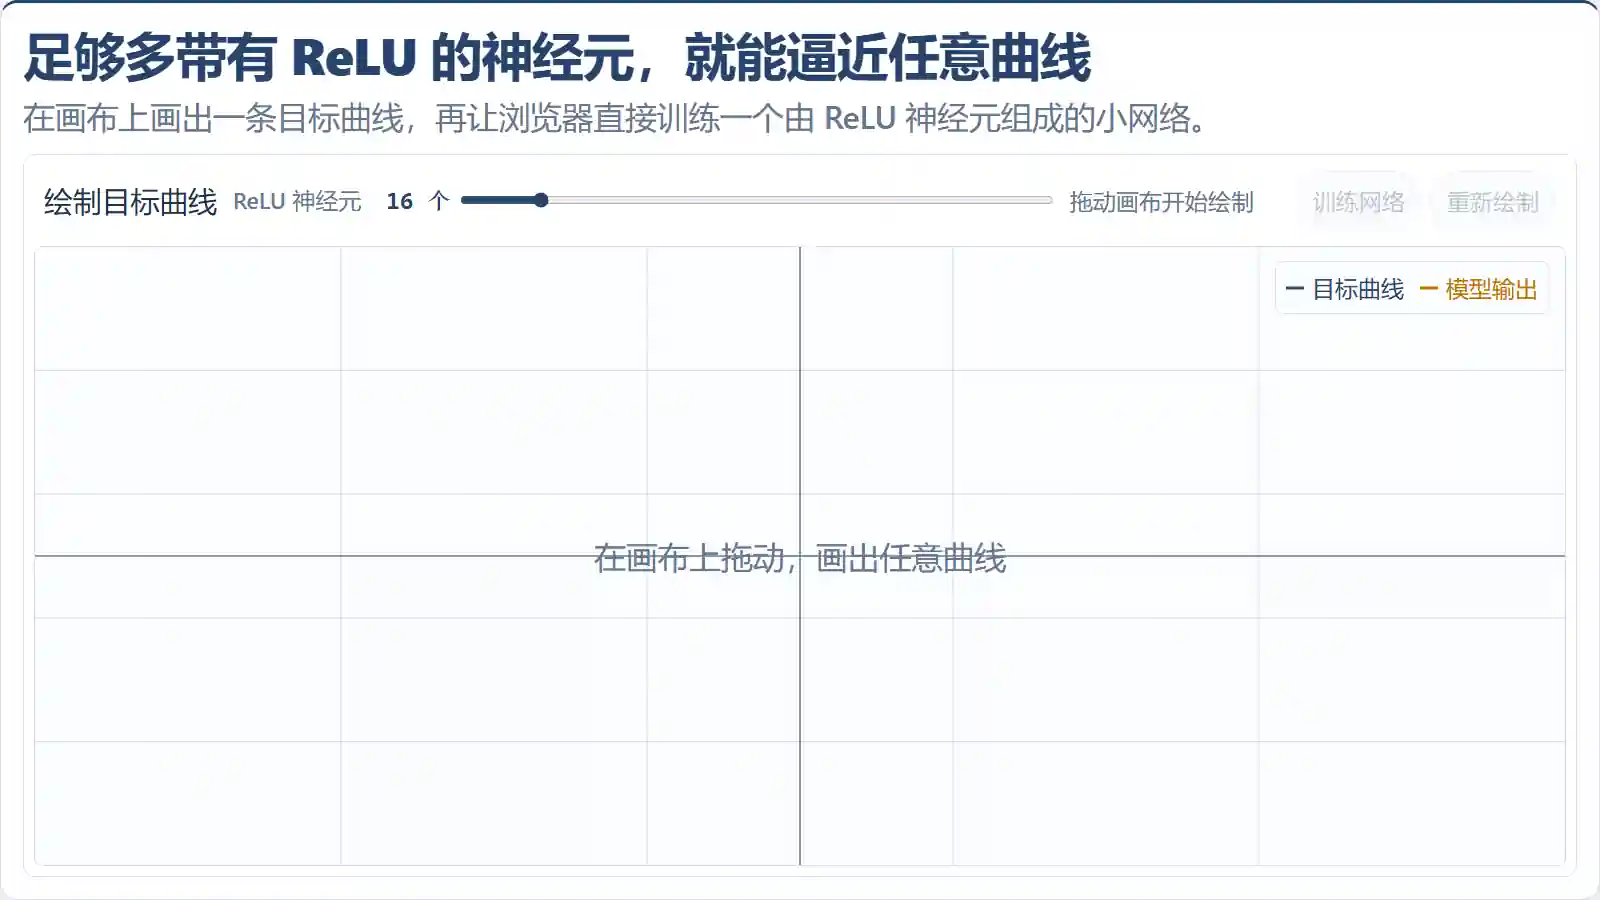 足够多带有 ReLU 的神经元，就能逼近任意曲线
在画布上画出一条目标曲线，再让浏览器直接训练一个由 ReLU 神经元组成的小网络。
绘制目标曲线 ReLU 神经元 16 个 拖动画布开始绘制 训练网络 重新绘制
目标曲线 模型输出
在画布上拖动，画出任意曲线